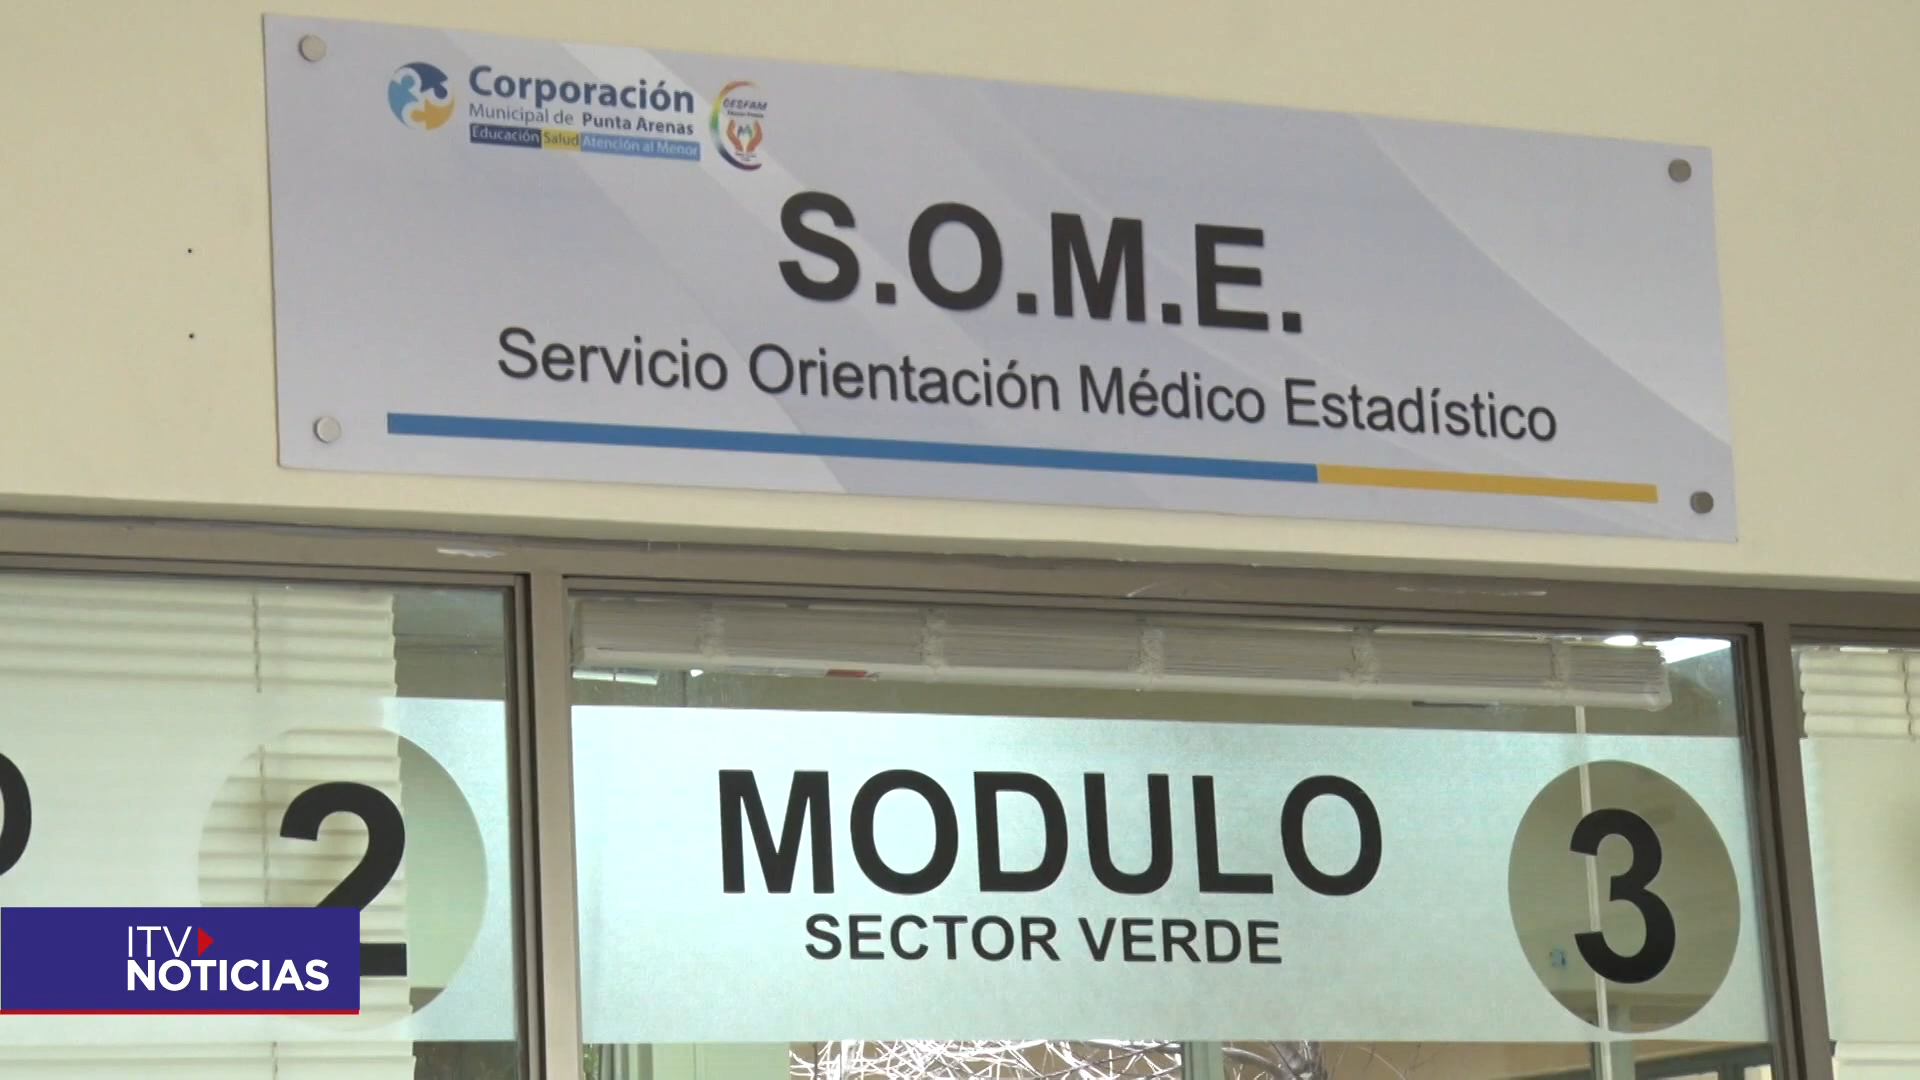 Corporación
Municipal de Punta Arenas
Educación Salud Atención al Menor
CESFAM
S.O.M.E.
Servicio Orientación Médico Estadístico
O 2
MODULO 3
SECTOR VERDE
ITV
NOTICIAS